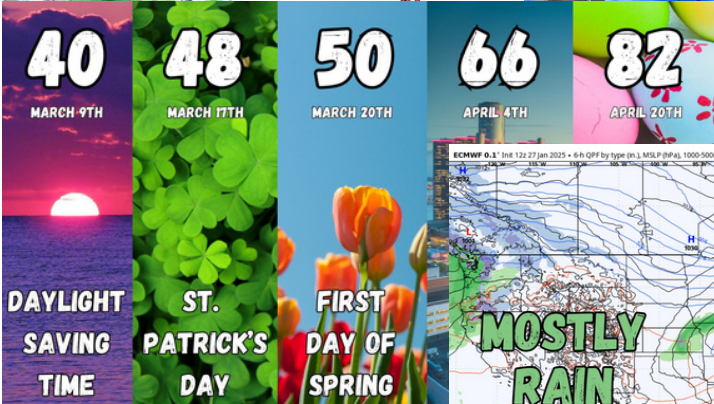 40
MARCH 9TH
DAYLIGHT
SAVING
TIME
48
MARCH 17TH
ST.
PATRICK'S
DAY
50
MARCH 20TH
FIRST
DAY OF
SPRING
66
APRIL 4TH
82
APRIL 20TH
ECMWF 0.1° Init 12z 27 Jan 2025 • 6-h QPF by type (in.), MSLP (hPa), 1000-500
H
L
H
1030
MOSTLY
RAIN